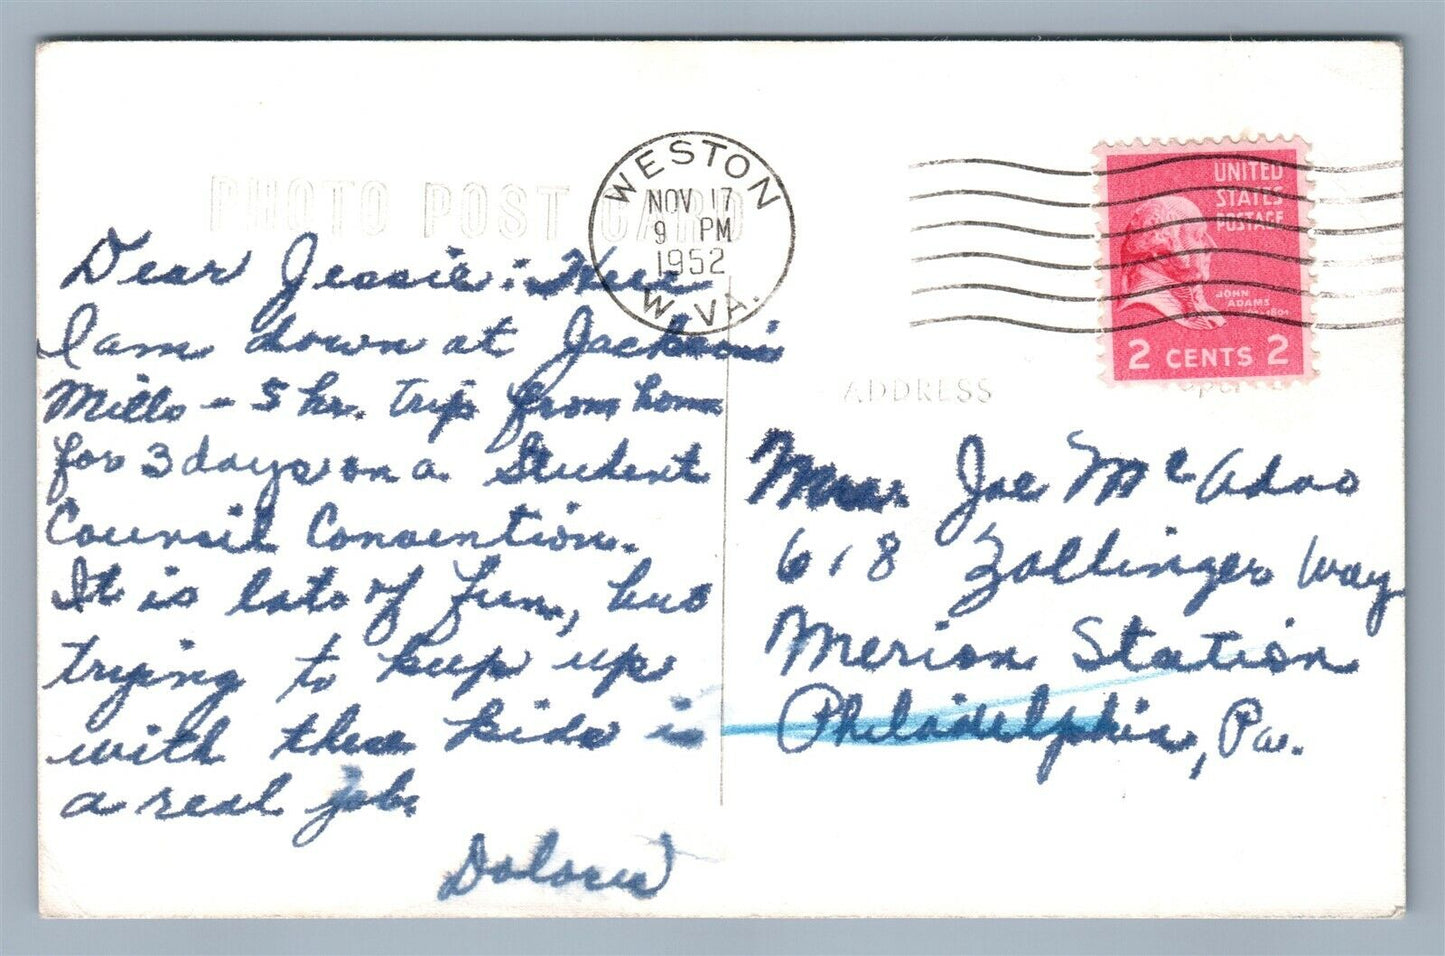 PHOTO POST CARD
WESTON
NOV 17
9 PM
1952
W. VA.
UNITED
STATES
POSTAGE
JOHN
ADAMS
2 CENTS 2
ADDRESS
Dear Jessie: Here
I am down at Jackson's
Mills - 5 hr. trip from home
for 3 days on a Student
Council Convention.
It is lots of fun, but
trying to keep up
with these kids is
a real job.
Dolores
Mrs. Joe McAdoo
618 Zollinger Way
Merion Station
Philadelphia, Pa.